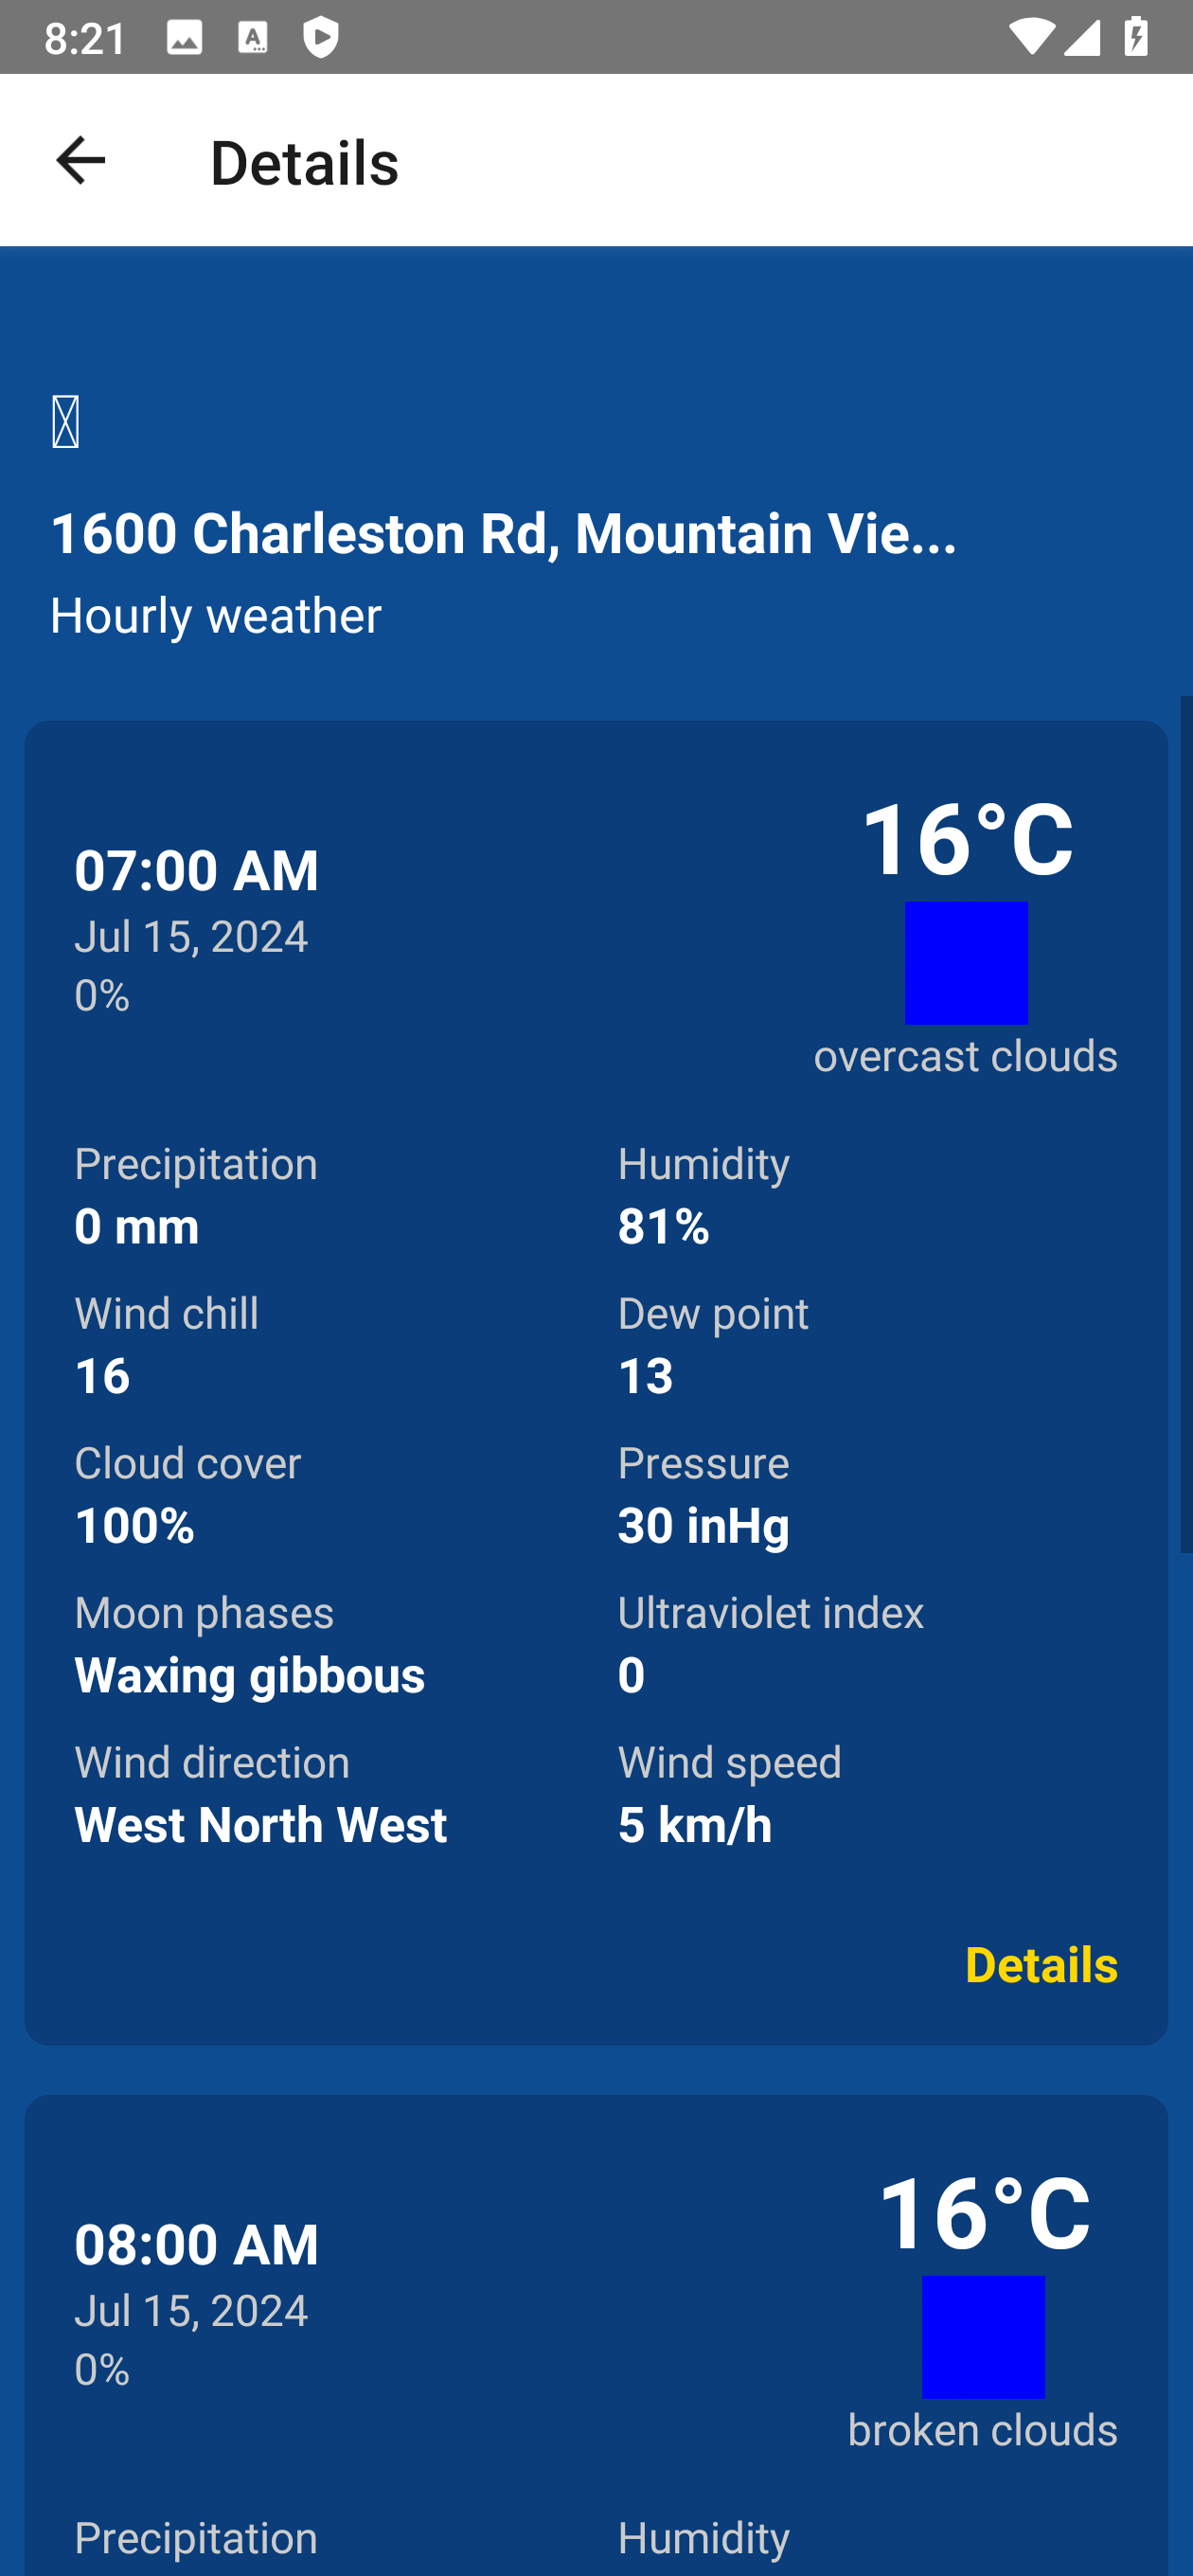 8:21
Details
1600 Charleston Rd, Mountain Vie...
Hourly weather
07:00 AM
Jul 15, 2024
0%
16°C
overcast clouds
Precipitation
0 mm
Humidity
81%
Wind chill
16
Dew point
13
Cloud cover
100%
Pressure
30 inHg
Moon phases
Waxing gibbous
Ultraviolet index
0
Wind direction
West North West
Wind speed
5 km/h
Details
08:00 AM
Jul 15, 2024
0%
16°C
broken clouds
Precipitation
Humidity